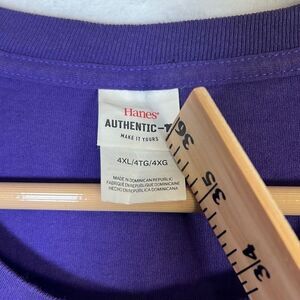 Hanes
AUTHENTIC-T
MAKE IT YOURS
4XL/4TG/4XG
MADE IN DOMINICAN REPUBLIC
FABRIQUÉ EN RÉPUBLIQUE DOMINICAINE
HECHO EN REPÚBLICA DOMINICANA
36
35
34